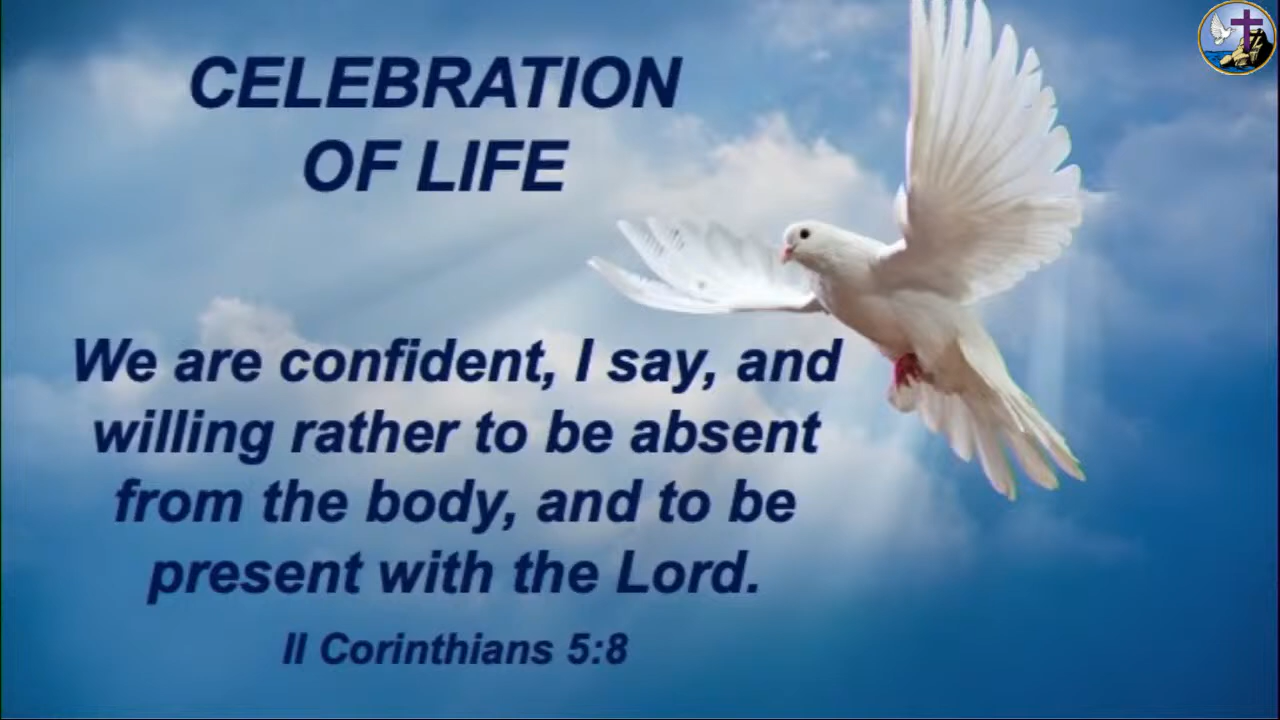 CELEBRATION
OF LIFE
We are confident, I say, and
willing rather to be absent
from the body, and to be
present with the Lord.
II Corinthians 5:8